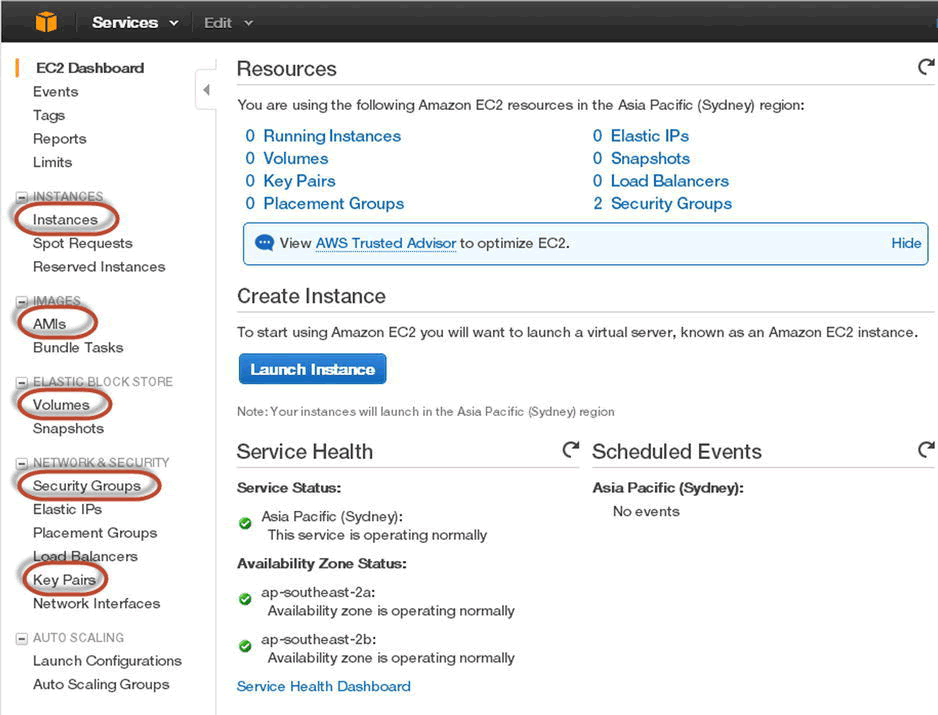 Services Edit
EC2 Dashboard
Events
Tags
Reports
Limits
INSTANCES
Instances
Spot Requests
Reserved Instances
IMAGES
AMIs
Bundle Tasks
ELASTIC BLOCK STORE
Volumes
Snapshots
NETWORK & SECURITY
Security Groups
Elastic IPs
Placement Groups
Load Balancers
Key Pairs
Network Interfaces
AUTO SCALING
Launch Configurations
Auto Scaling Groups
Resources
You are using the following Amazon EC2 resources in the Asia Pacific (Sydney) region:
0 Running Instances
0 Volumes
0 Key Pairs
0 Placement Groups
0 Elastic IPs
0 Snapshots
0 Load Balancers
2 Security Groups
View AWS Trusted Advisor to optimize EC2. Hide
Create Instance
To start using Amazon EC2 you will want to launch a virtual server, known as an Amazon EC2 instance.
Launch Instance
Note: Your instances will launch in the Asia Pacific (Sydney) region
Service Health
Service Status:
Asia Pacific (Sydney):
This service is operating normally
Availability Zone Status:
ap-southeast-2a:
Availability zone is operating normally
ap-southeast-2b:
Availability zone is operating normally
Service Health Dashboard
Scheduled Events
Asia Pacific (Sydney):
No events